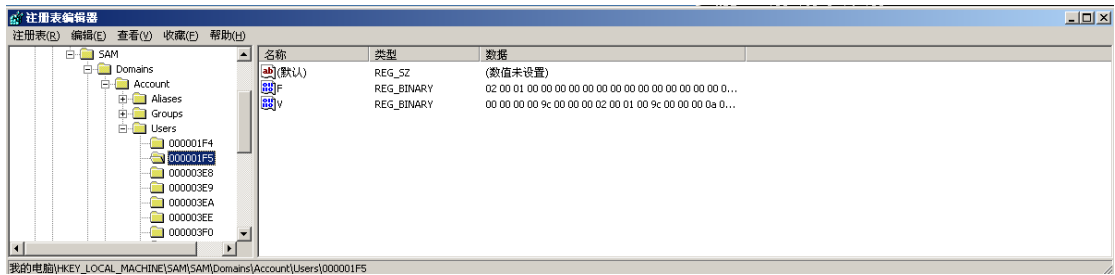 注册表编辑器
注册表(R) 编辑(E) 查看(V) 收藏(F) 帮助(H)
SAM
Domains
Account
Aliases
Groups
Users
000001F4
000001F5
000003E8
000003E9
000003EA
000003EE
000003F0
名称 类型 数据
(默认) REG_SZ (数值未设置)
F REG_BINARY 02 00 01 00 00 00 00 00 00 00 00 00 00 00 00 00 0...
V REG_BINARY 00 00 00 00 9c 00 00 00 02 00 01 00 9c 00 00 00 0a 0...
我的电脑\HKEY_LOCAL_MACHINE\SAM\SAM\Domains\Account\Users\000001F5